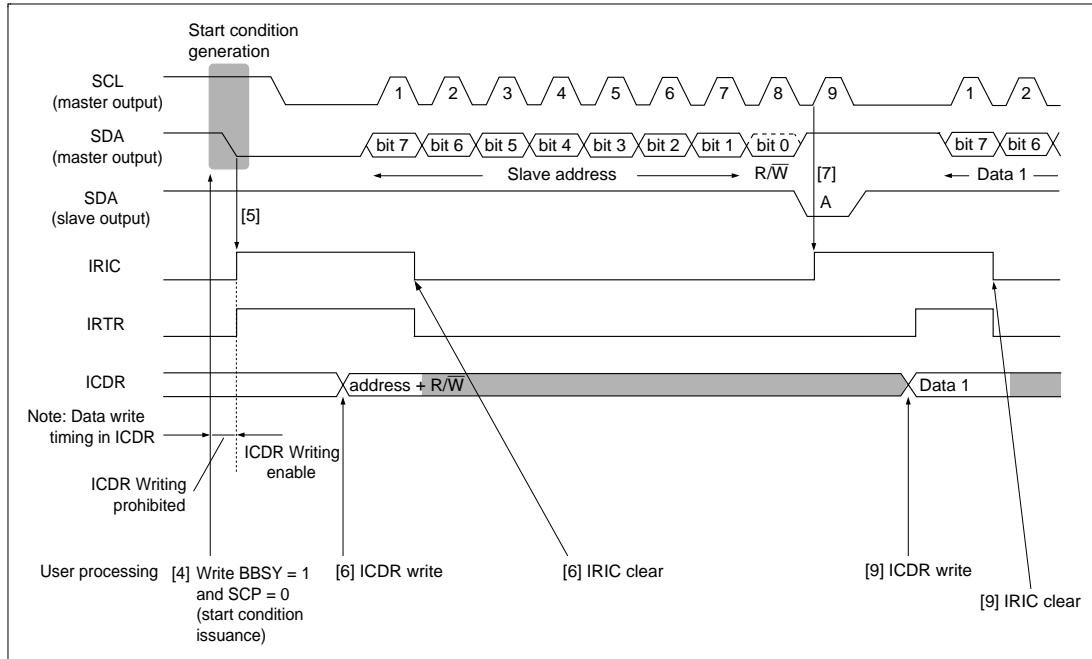 Start condition
generation
SCL
(master output)
1 2 3 4 5 6 7 8 9 1 2
SDA
(master output)
bit 7 bit 6 bit 5 bit 4 bit 3 bit 2 bit 1 bit 0 bit 7 bit 6
Slave address R/W̅ [7] Data 1
SDA
(slave output)
[5]
A
IRIC
IRTR
ICDR
address + R/W̅
Data 1
Note: Data write
timing in ICDR
ICDR Writing
enable
ICDR Writing
prohibited
User processing
[4] Write BBSY = 1
and SCP = 0
(start condition
issuance)
[6] ICDR write
[6] IRIC clear
[9] ICDR write
[9] IRIC clear